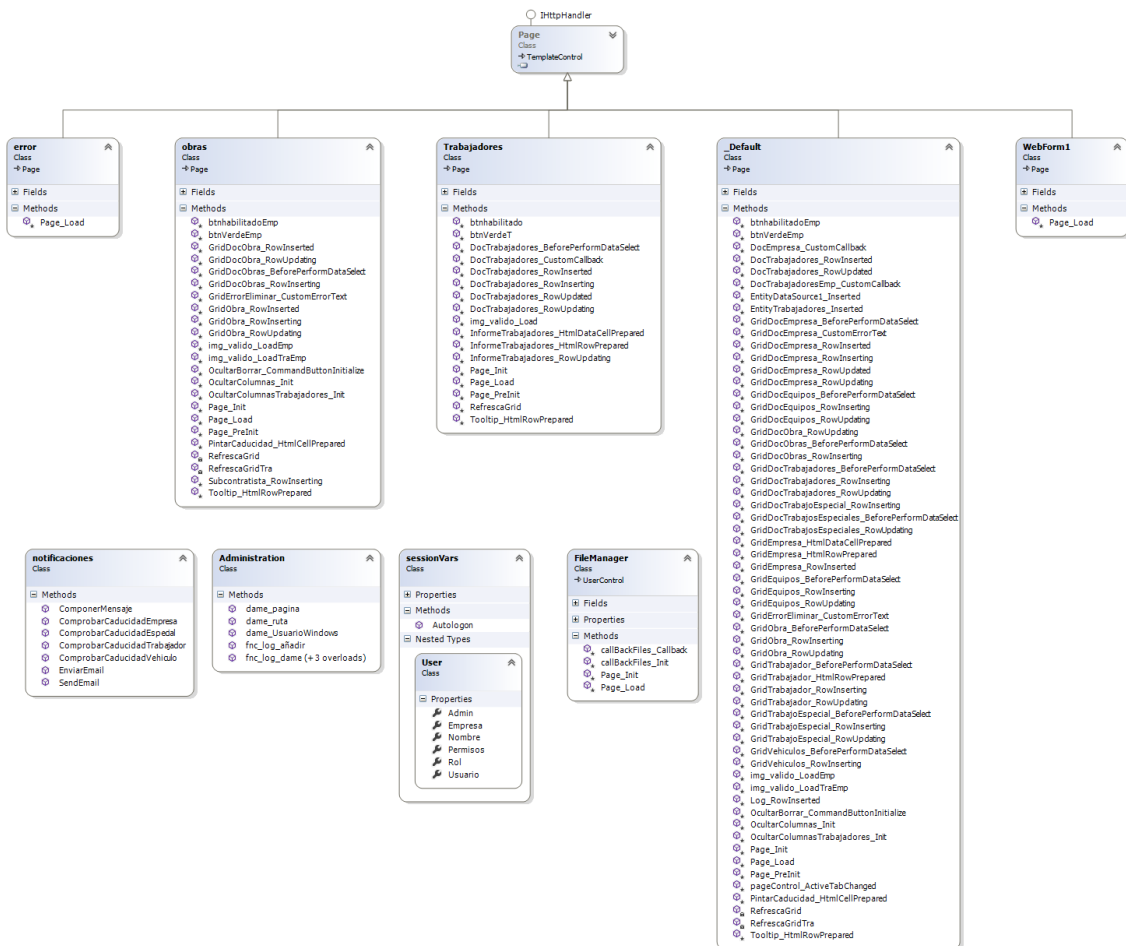 IHttpHandler
Page
Class
TemplateControl
error
Class
Page
Fields
Methods
Page_Load
obras
Class
Page
Fields
Methods
btnhabilitadoEmp
btnVerdeEmp
GridDocObra_RowInserted
GridDocObra_RowUpdating
GridDocObras_BeforePerformDataSelect
GridDocObras_RowInserting
GridErrorEliminar_CustomErrorText
GridObra_RowInserted
GridObra_RowInserting
GridObra_RowUpdating
img_valido_LoadEmp
img_valido_LoadTraEmp
OcultarBorrar_CommandButtonInitialize
OcultarColumnas_Init
OcultarColumnasTrabajadores_Init
Page_Init
Page_Load
Page_PreInit
PintarCaducidad_HtmlCellPrepared
RefrescaGrid
RefrescaGridTra
Subcontratista_RowInserting
Tooltip_HtmlRowPrepared
Trabajadores
Class
Page
Fields
Methods
btnhabilitado
btnVerdeT
DocTrabajadores_BeforePerformDataSelect
DocTrabajadores_CustomCallback
DocTrabajadores_RowInserted
DocTrabajadores_RowInserting
DocTrabajadores_RowUpdated
DocTrabajadores_RowUpdating
img_valido_Load
InformeTrabajadores_HtmlDataCellPrepared
InformeTrabajadores_HtmlRowPrepared
InformeTrabajadores_RowUpdating
Page_Init
Page_Load
Page_PreInit
RefrescaGrid
Tooltip_HtmlRowPrepared
_Default
Class
Page
Fields
Methods
btnhabilitadoEmp
btnVerdeEmp
DocEmpresa_CustomCallback
DocTrabajadores_RowInserted
DocTrabajadores_RowUpdated
DocTrabajadoresEmp_CustomCallback
EntityDataSource1_Inserted
EntityTrabajadores_Inserted
GridDocEmpresa_BeforePerformDataSelect
GridDocEmpresa_CustomErrorText
GridDocEmpresa_RowInserted
GridDocEmpresa_RowInserting
GridDocEmpresa_RowUpdated
GridDocEmpresa_RowUpdating
GridDocEquipos_BeforePerformDataSelect
GridDocEquipos_RowInserting
GridDocEquipos_RowUpdating
GridDocObra_RowUpdating
GridDocObras_BeforePerformDataSelect
GridDocObras_RowInserting
GridDocTrabajadores_BeforePerformDataSelect
GridDocTrabajadores_RowInserting
GridDocTrabajadores_RowUpdating
GridDocTrabajoEspecial_RowInserting
GridDocTrabajosEspeciales_BeforePerformDataSelect
GridDocTrabajosEspeciales_RowUpdating
GridEmpresa_HtmlDataCellPrepared
GridEmpresa_HtmlRowPrepared
GridEmpresa_RowInserted
GridEquipos_BeforePerformDataSelect
GridEquipos_RowInserting
GridEquipos_RowUpdating
GridErrorEliminar_CustomErrorText
GridObra_BeforePerformDataSelect
GridObra_RowInserting
GridObra_RowUpdating
GridTrabajador_BeforePerformDataSelect
GridTrabajador_HtmlRowPrepared
GridTrabajador_RowInserting
GridTrabajador_RowUpdating
GridTrabajoEspecial_BeforePerformDataSelect
GridTrabajoEspecial_RowInserting
GridTrabajoEspecial_RowUpdating
GridVehiculos_BeforePerformDataSelect
GridVehiculos_RowInserting
img_valido_LoadEmp
img_valido_LoadTraEmp
Log_RowInserted
OcultarBorrar_CommandButtonInitialize
OcultarColumnas_Init
OcultarColumnasTrabajadores_Init
Page_Init
Page_Load
Page_PreInit
pageControl_ActiveTabChanged
PintarCaducidad_HtmlCellPrepared
RefrescaGrid
RefrescaGridTra
Tooltip_HtmlRowPrepared
WebForm1
Class
Page
Fields
Methods
Page_Load
notificaciones
Class
Methods
ComponerMensaje
ComprobarCaducidadEmpresa
ComprobarCaducidadEspecial
ComprobarCaducidadTrabajador
ComprobarCaducidadVehiculo
EnviarEmail
SendEmail
Administration
Class
Methods
dame_pagina
dame_ruta
dame_UsuarioWindows
fnc_log_añadir
fnc_log_dame (+ 3 overloads)
sessionVars
Class
Properties
Methods
Autologon
Nested Types
User
Class
Properties
Admin
Empresa
Nombre
Permisos
Rol
Usuario
FileManager
Class
UserControl
Fields
Properties
Methods
callBackFiles_Callback
callBackFiles_Init
Page_Init
Page_Load